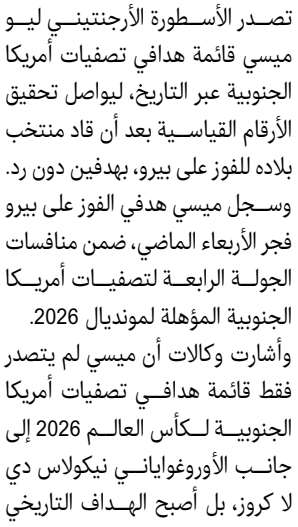 تصدر الأسطورة الأرجنتيني ليو
ميسي قائمة هدافي تصفيات أمريكا
الجنوبية عبر التاريخ، ليواصل تحقيق
الأرقام القياسية بعد أن قاد منتخب
بلاده للفوز على بيرو، بهدفين دون رد.
وسجل ميسي هدفي الفوز على بيرو
فجر الأربعاء الماضي، ضمن منافسات
الجولة الرابعة لتصفيات أمريكا
الجنوبية المؤهلة لمونديال 2026.
وأشارت وكالات أن ميسي لم يتصدر
فقط قائمة هدافي تصفيات أمريكا
الجنوبية لكأس العالم 2026 إلى
جانب الأوروغواياني نيكولاس دي
لا كروز، بل أصبح الهداف التاريخي